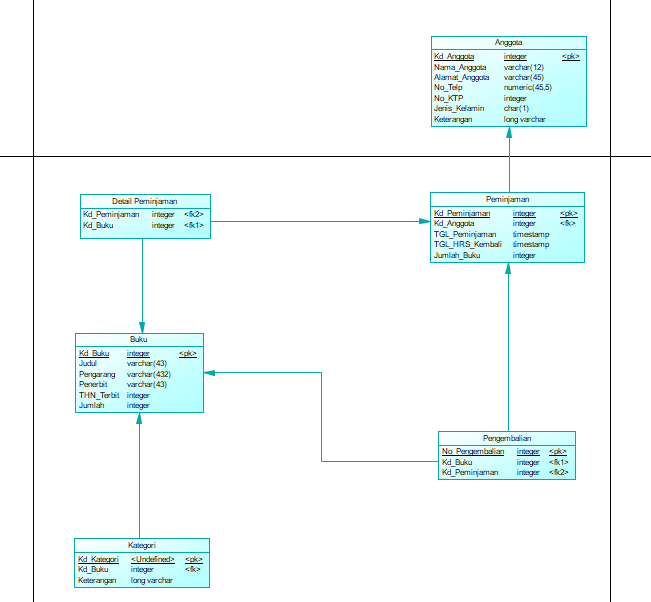 Anggota
Kd_Anggota integer <pk>
Nama_Anggota varchar(12)
Alamat_Anggota varchar(45)
No_Telp numeric(45,5)
No_KTP integer
Jenis_Kelamin char(1)
Keterangan long varchar
Detail Peminjaman
Kd_Peminjaman integer <fk2>
Kd_Buku integer <fk1>
Peminjaman
Kd_Peminjaman integer <pk>
Kd_Anggota integer <fk>
TGL_Peminjaman timestamp
TGL_HRS_Kembali timestamp
Jumlah_Buku integer
Buku
Kd_Buku integer <pk>
Judul varchar(43)
Pengarang varchar(432)
Penerbit varchar(43)
THN_Terbit integer
Jumlah integer
Pengembalian
No_Pengembalian integer <pk>
Kd_Buku integer <fk1>
Kd_Peminjaman integer <fk2>
Kategori
Kd_Kategori <Undefined> <pk>
Kd_Buku integer <fk>
Keterangan long varchar